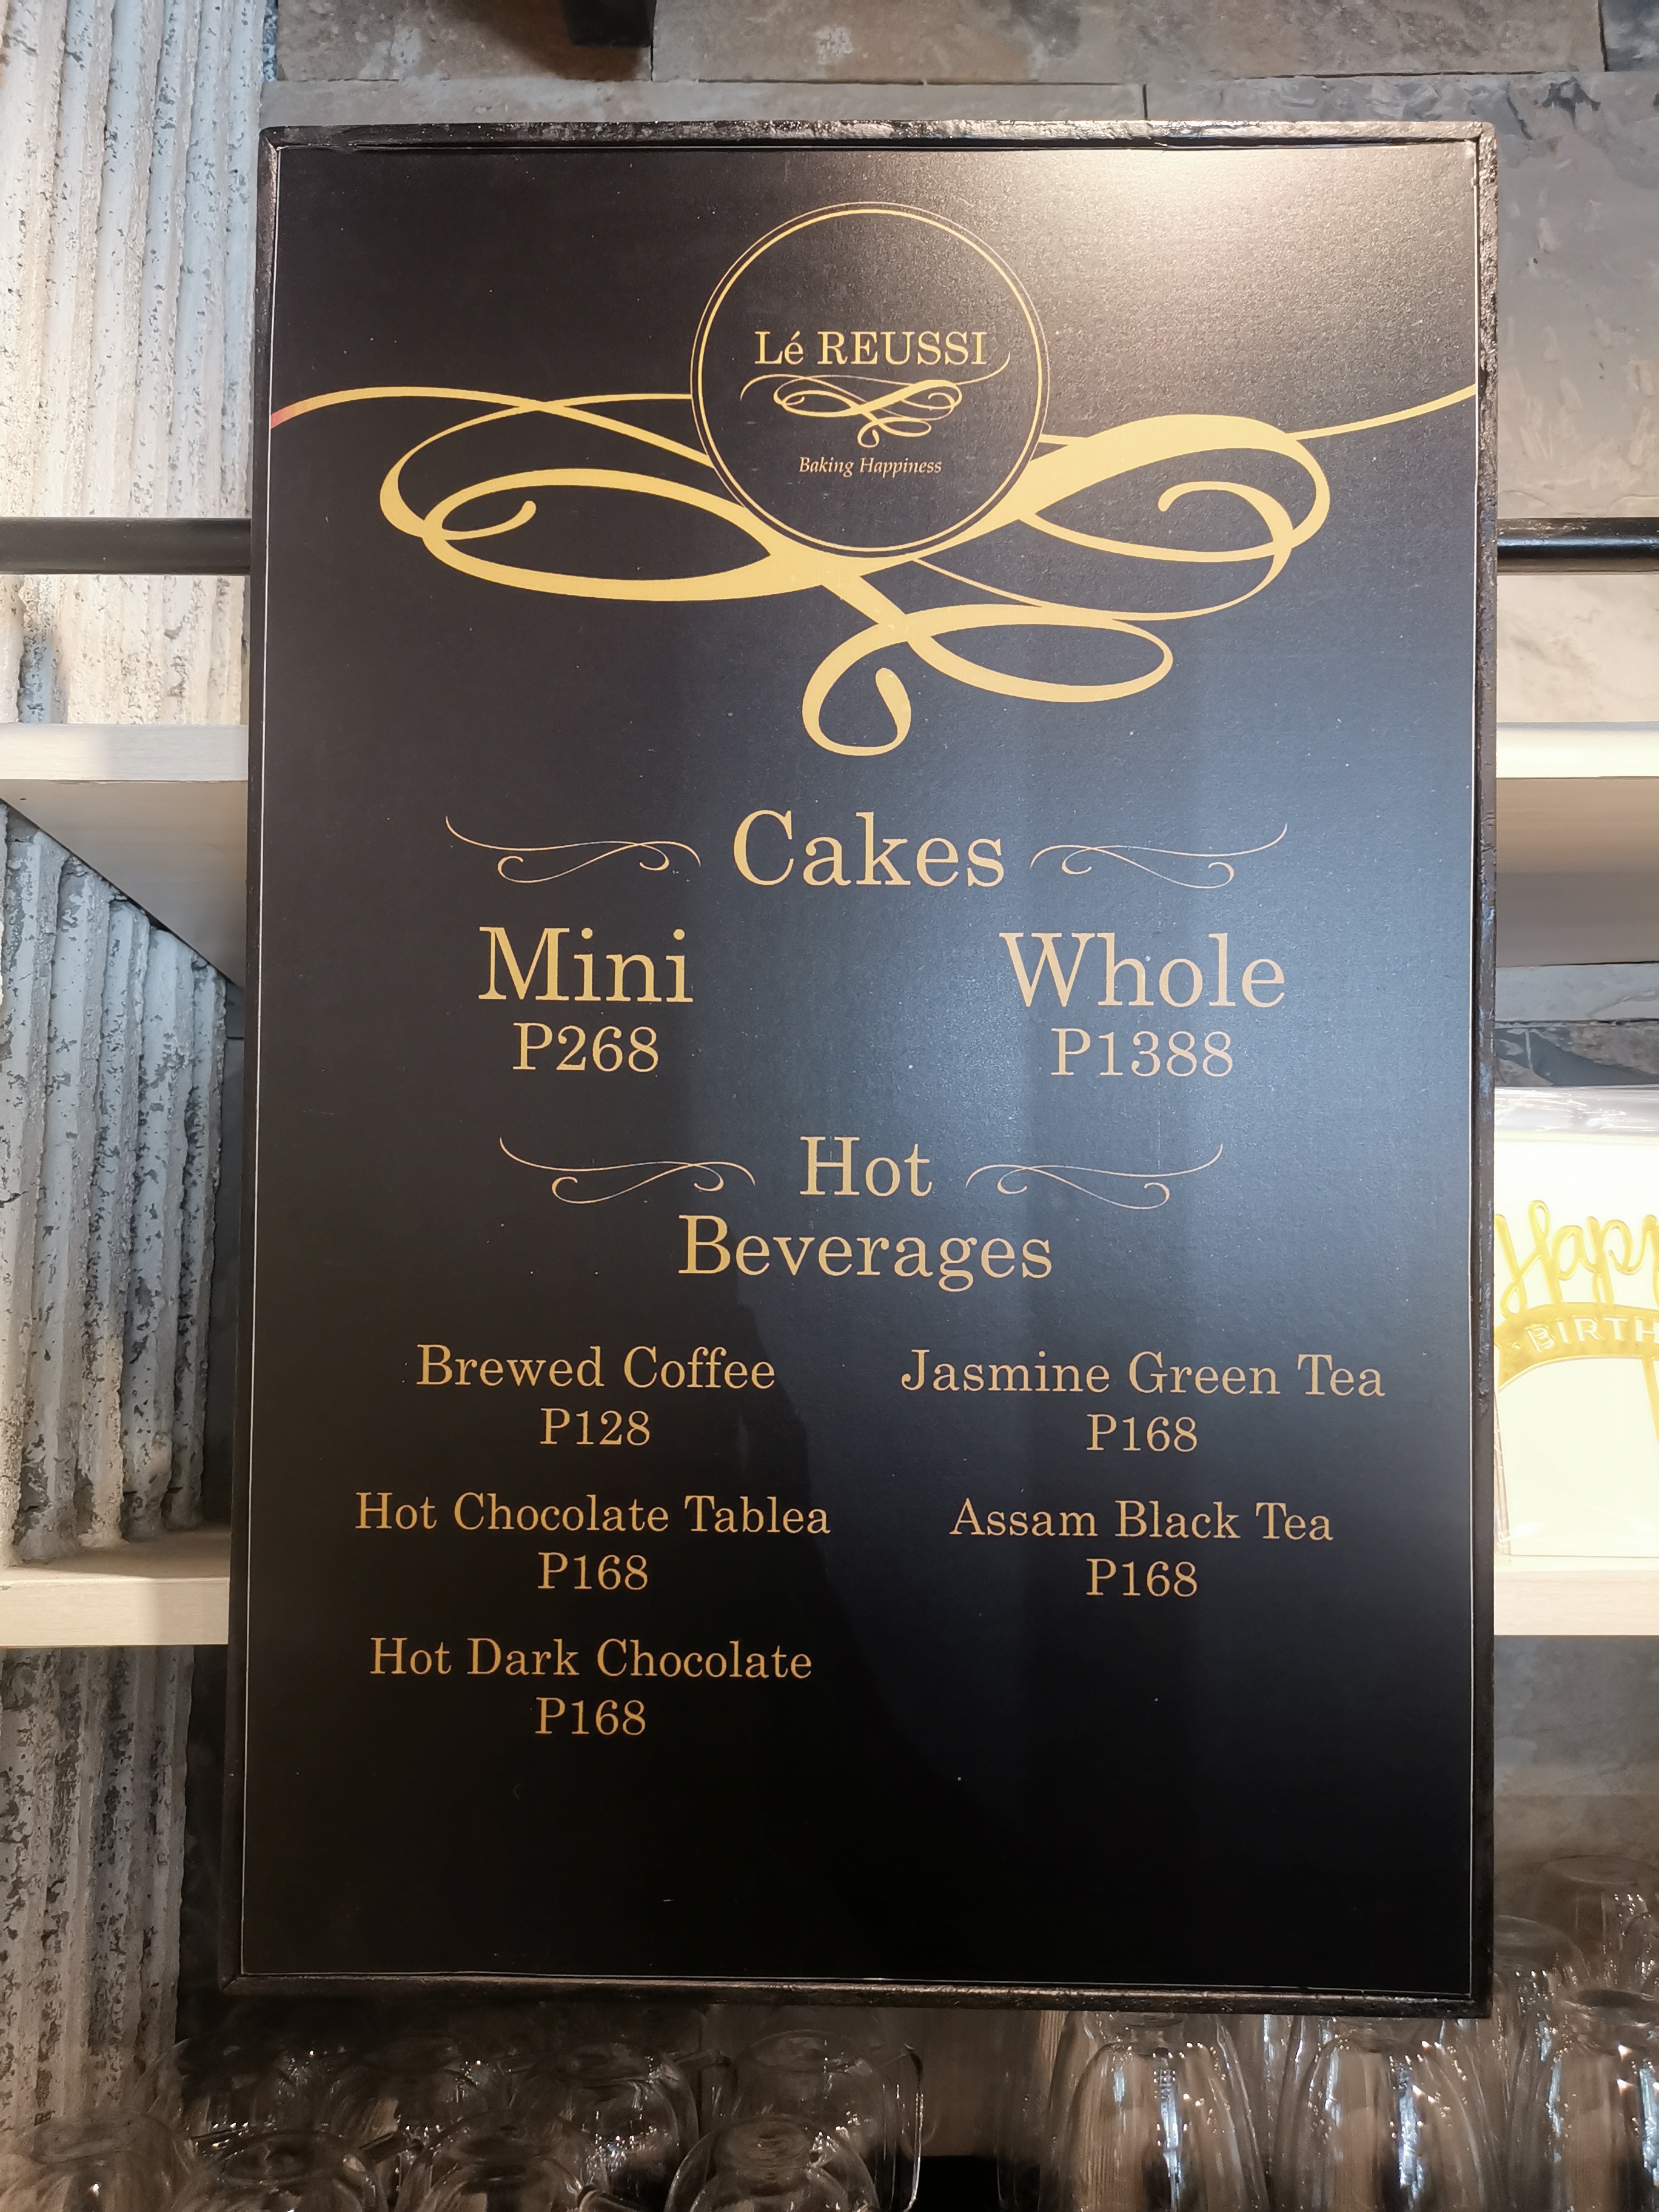 Lé REUSSI
Baking Happiness
Cakes
Mini
P268
Whole
P1388
Hot
Beverages
Brewed Coffee
P128
Hot Chocolate Tablea
P168
Hot Dark Chocolate
P168
Jasmine Green Tea
P168
Assam Black Tea
P168